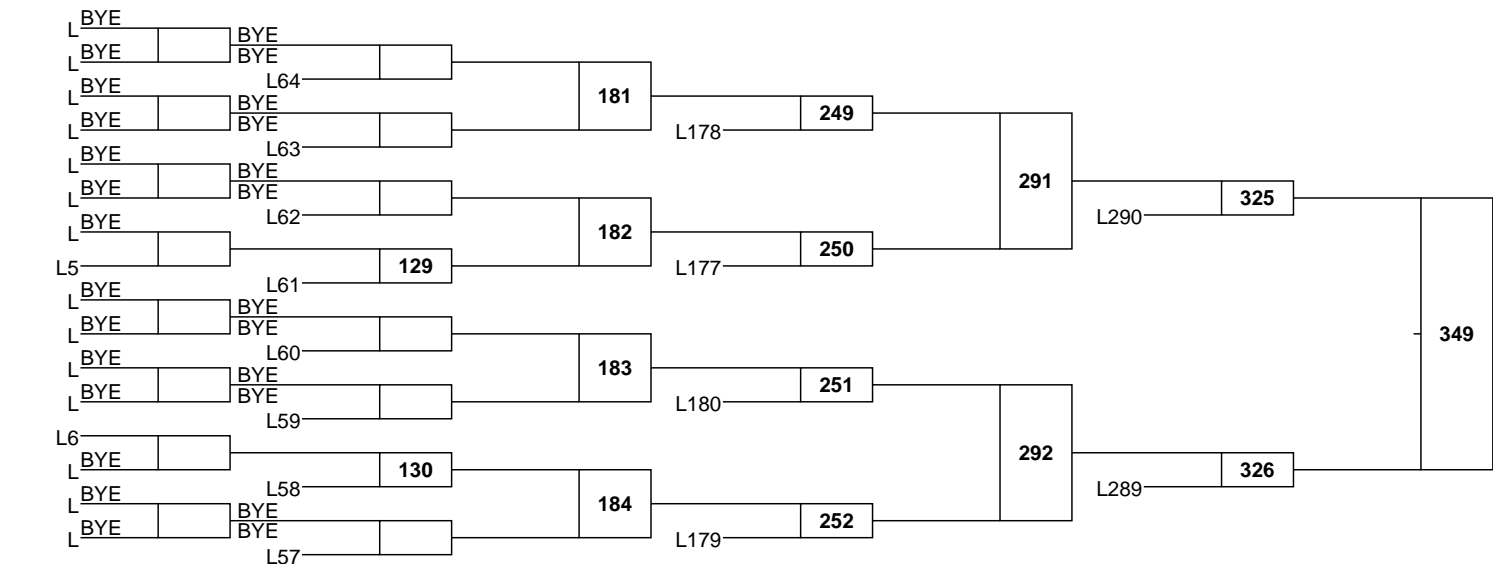 BYE
L
BYE
BYE
L
BYE
L64
BYE
L
BYE
BYE
L
BYE
L63
181
L178
249
BYE
L
BYE
BYE
L
BYE
L62
BYE
L
L5
L61
129
182
L177
250
291
L290
325
BYE
L
BYE
BYE
L
BYE
L60
BYE
L
BYE
BYE
L
BYE
L59
183
L180
251
L6
BYE
L
L58
130
BYE
L
BYE
BYE
L
BYE
L57
184
L179
252
292
L289
326
349